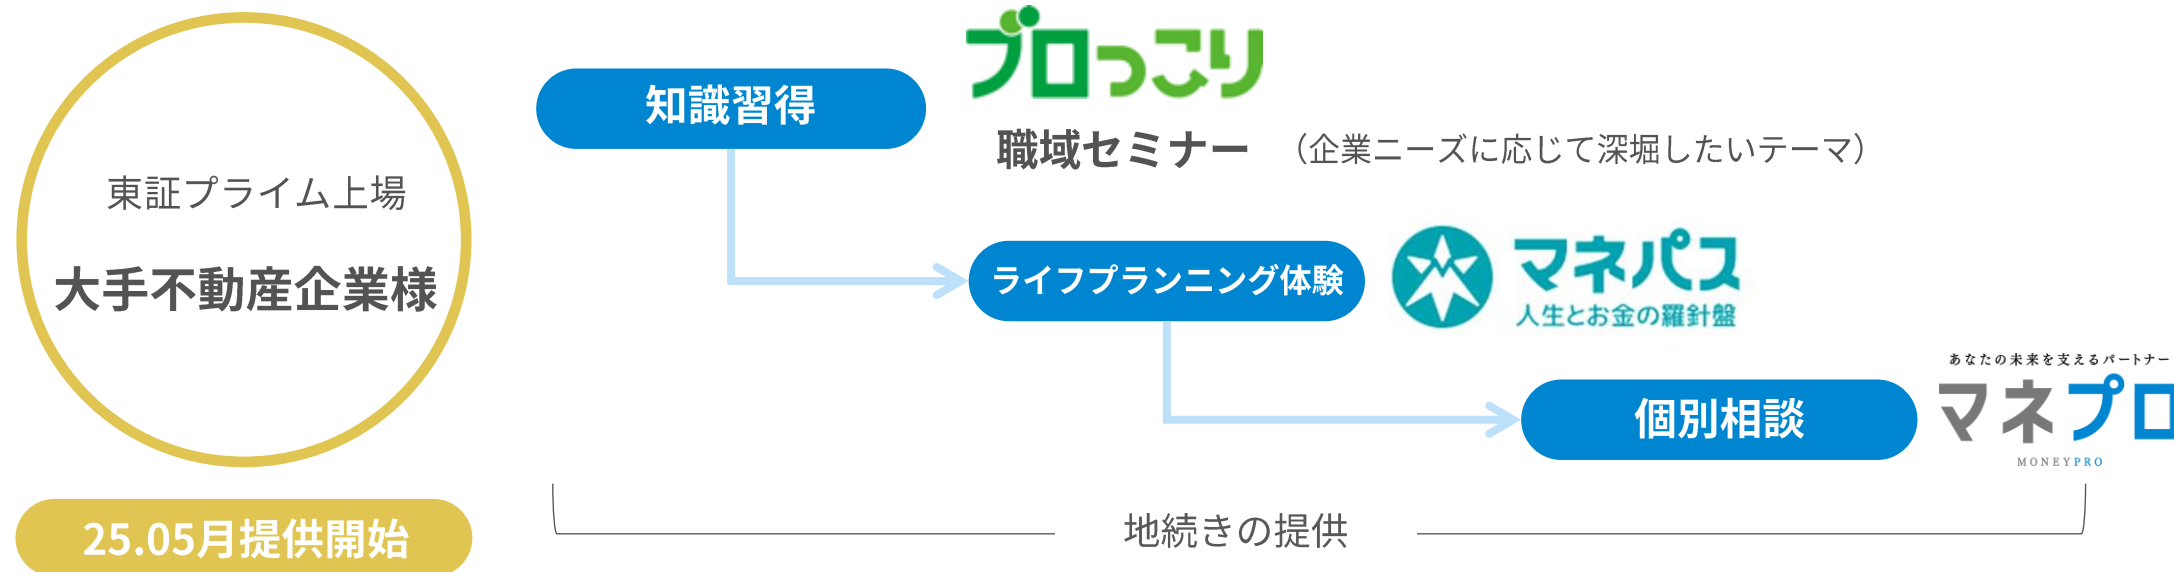 東証プライム上場
大手不動産企業様
25.05月提供開始
知識習得
プロっこり
職域セミナー （企業ニーズに応じて深堀したいテーマ）
ライフプランニング体験
マネパス
人生とお金の羅針盤
個別相談
あなたの未来を支えるパートナー
マネプロ
MONEYPRO
地続きの提供